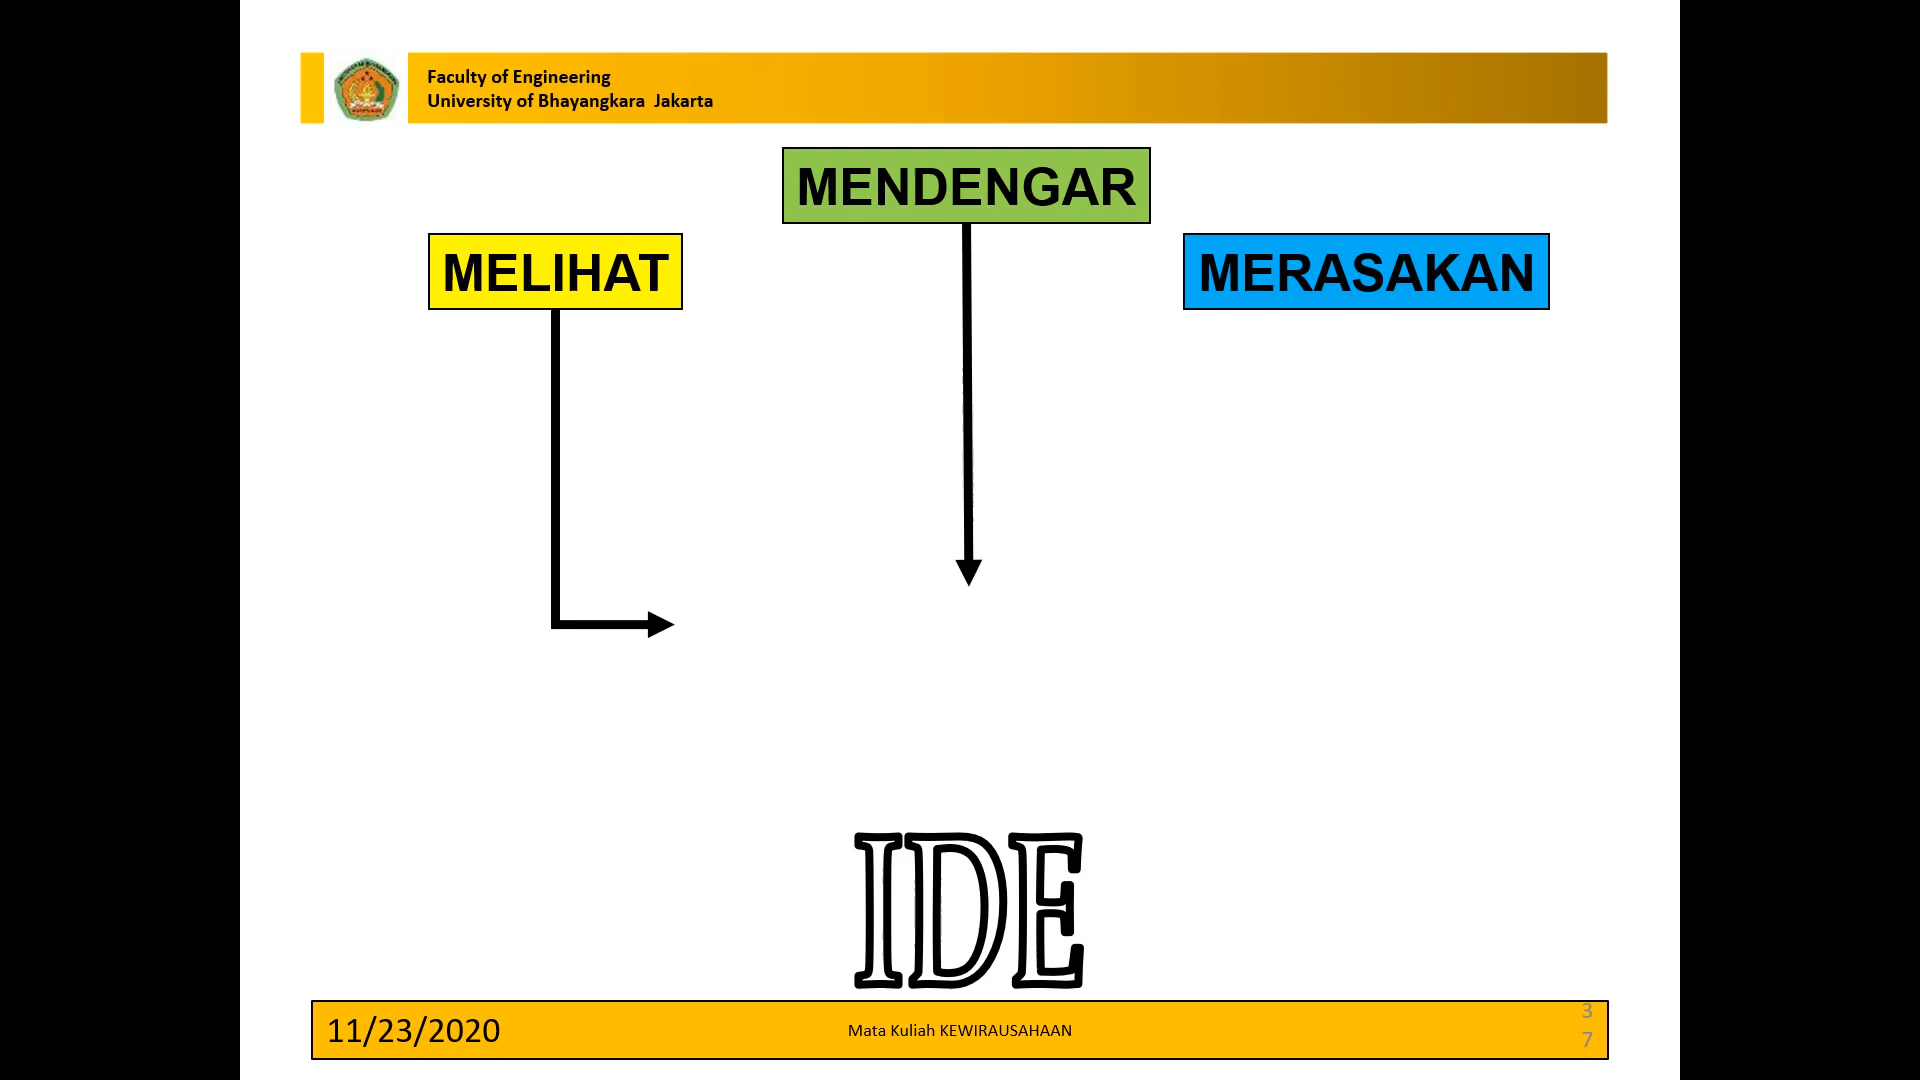 Faculty of Engineering
University of Bhayangkara Jakarta
MENDENGAR
MELIHAT
MERASAKAN
IDE
11/23/2020
Mata Kuliah KEWIRAUSAHAAN
3
7